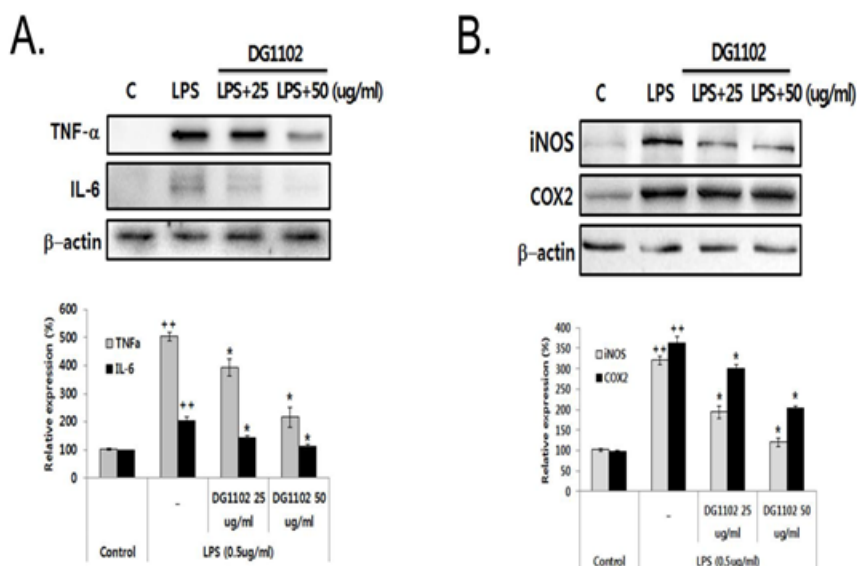 A.
DG1102
C LPS LPS+25 LPS+50 (ug/ml)
TNF-α
IL-6
β-actin
600
500
400
300
200
100
0
Relative expression (%)
TNFa
IL-6
++
++
*
*
*
*
-
DG1102 25 ug/ml
DG1102 50 ug/ml
Control
LPS (0.5ug/ml)
B.
DG1102
C LPS LPS+25 LPS+50 (ug/ml)
iNOS
COX2
β-actin
400
350
300
250
200
150
100
50
0
Relative expression (%)
iNOS
COX2
++
++
*
*
*
*
-
DG1102 25 ug/ml
DG1102 50 ug/ml
Control
LPS (0.5ug/ml)